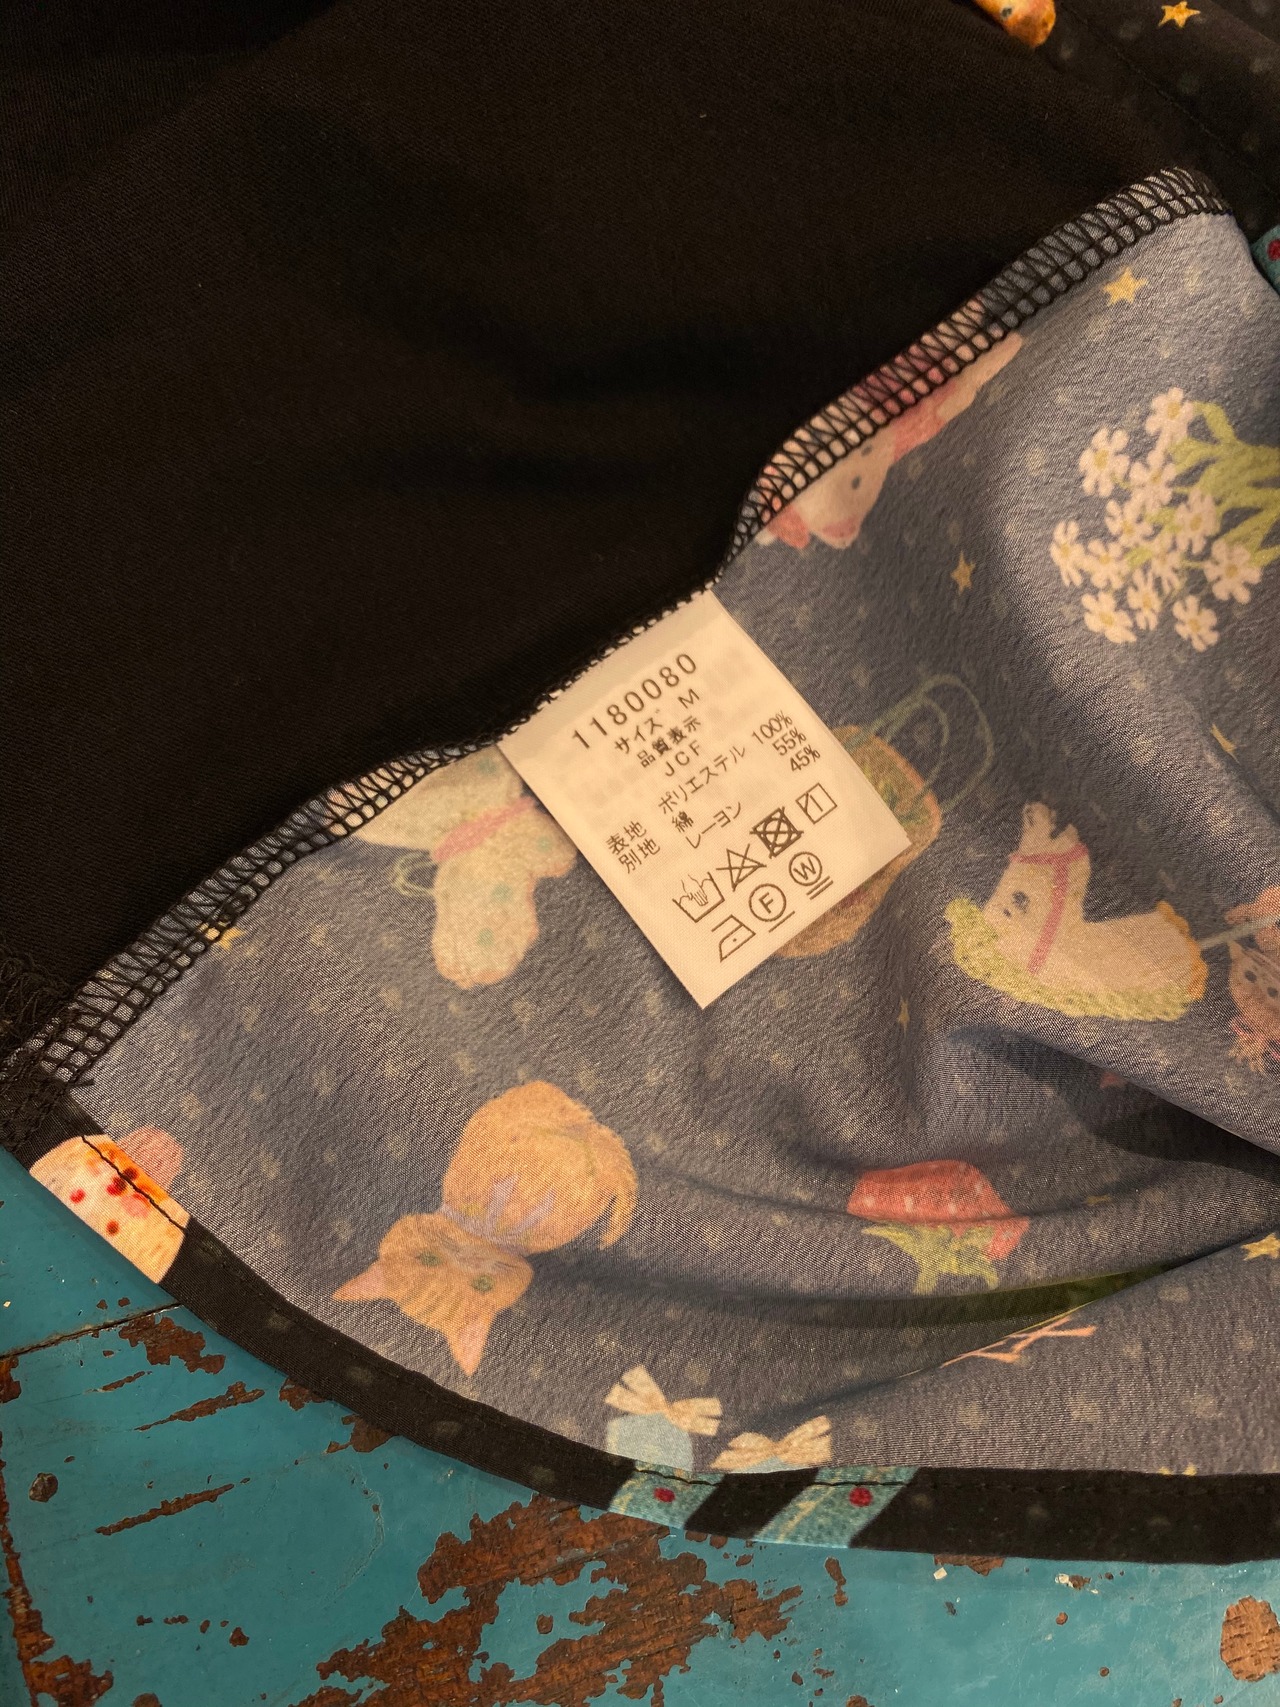 1180080
サイズ M
品質表示
JCF
表地 ポリエステル 100%
別地 綿 55%
レーヨン 45%
F W